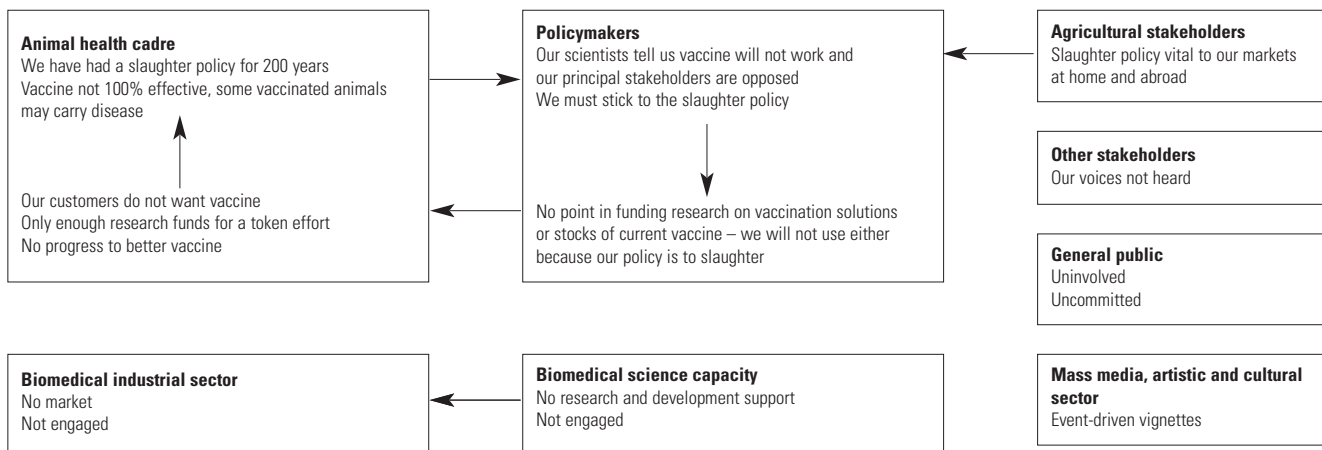 Animal health cadre
We have had a slaughter policy for 200 years
Vaccine not 100% effective, some vaccinated animals
may carry disease
Our customers do not want vaccine
Only enough research funds for a token effort
No progress to better vaccine
Policymakers
Our scientists tell us vaccine will not work and
our principal stakeholders are opposed
We must stick to the slaughter policy
No point in funding research on vaccination solutions
or stocks of current vaccine – we will not use either
because our policy is to slaughter
Agricultural stakeholders
Slaughter policy vital to our markets
at home and abroad
Other stakeholders
Our voices not heard
General public
Uninvolved
Uncommitted
Biomedical industrial sector
No market
Not engaged
Biomedical science capacity
No research and development support
Not engaged
Mass media, artistic and cultural
sector
Event-driven vignettes